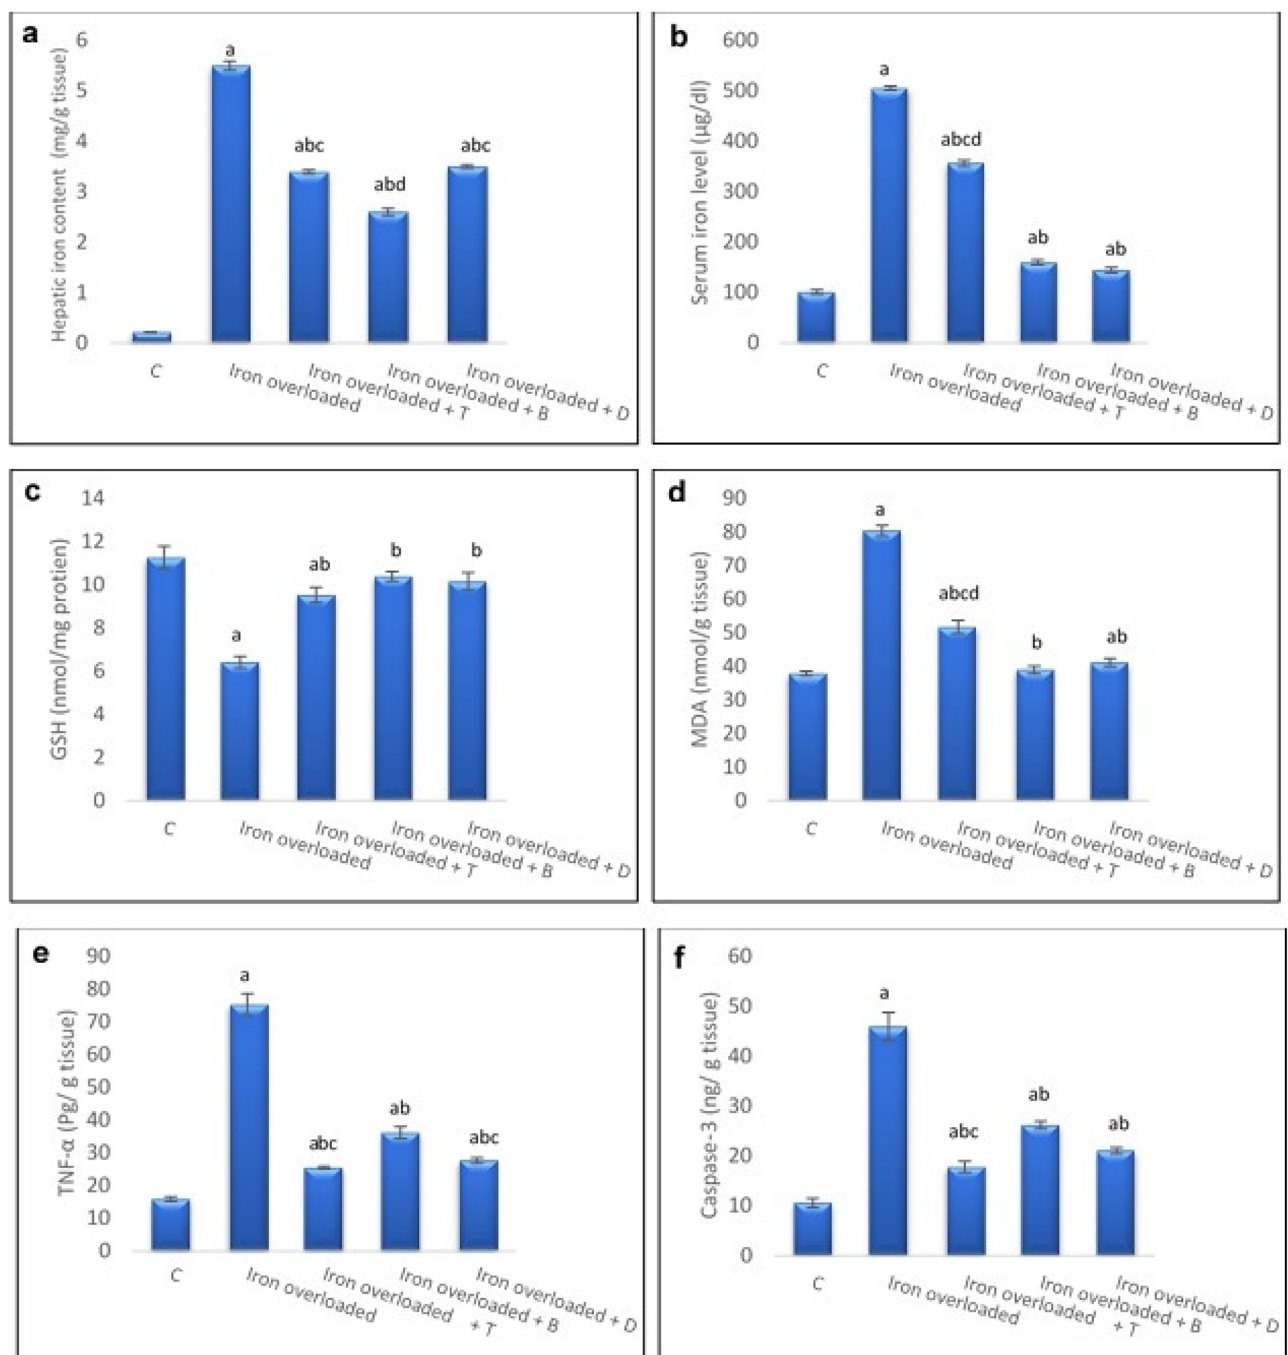 a
Hepatic iron content (mg/g tissue)
6
5
4
3
2
1
0
a
abc
abd
abc
C
Iron overloaded
Iron overloaded + T
Iron overloaded + B
Iron overloaded + D
b
Serum iron level (µg/dl)
600
500
400
300
200
100
0
a
abcd
ab
ab
C
Iron overloaded
Iron overloaded + T
Iron overloaded + B
Iron overloaded + D
c
GSH (nmol/mg protien)
14
12
10
8
6
4
2
0
a
ab
b
b
C
Iron overloaded
Iron overloaded + T
Iron overloaded + B
Iron overloaded + D
d
MDA (nmol/g tissue)
90
80
70
60
50
40
30
20
10
0
a
abcd
b
ab
C
Iron overloaded
Iron overloaded + T
Iron overloaded + B
Iron overloaded + D
e
TNF-α (Pg/ g tissue)
90
80
70
60
50
40
30
20
10
0
a
abc
ab
abc
C
Iron overloaded
Iron overloaded + T
Iron overloaded + B
Iron overloaded + D
f
Caspase-3 (ng/ g tissue)
60
50
40
30
20
10
0
a
abc
ab
ab
C
Iron overloaded
Iron overloaded + T
Iron overloaded + B
Iron overloaded + D